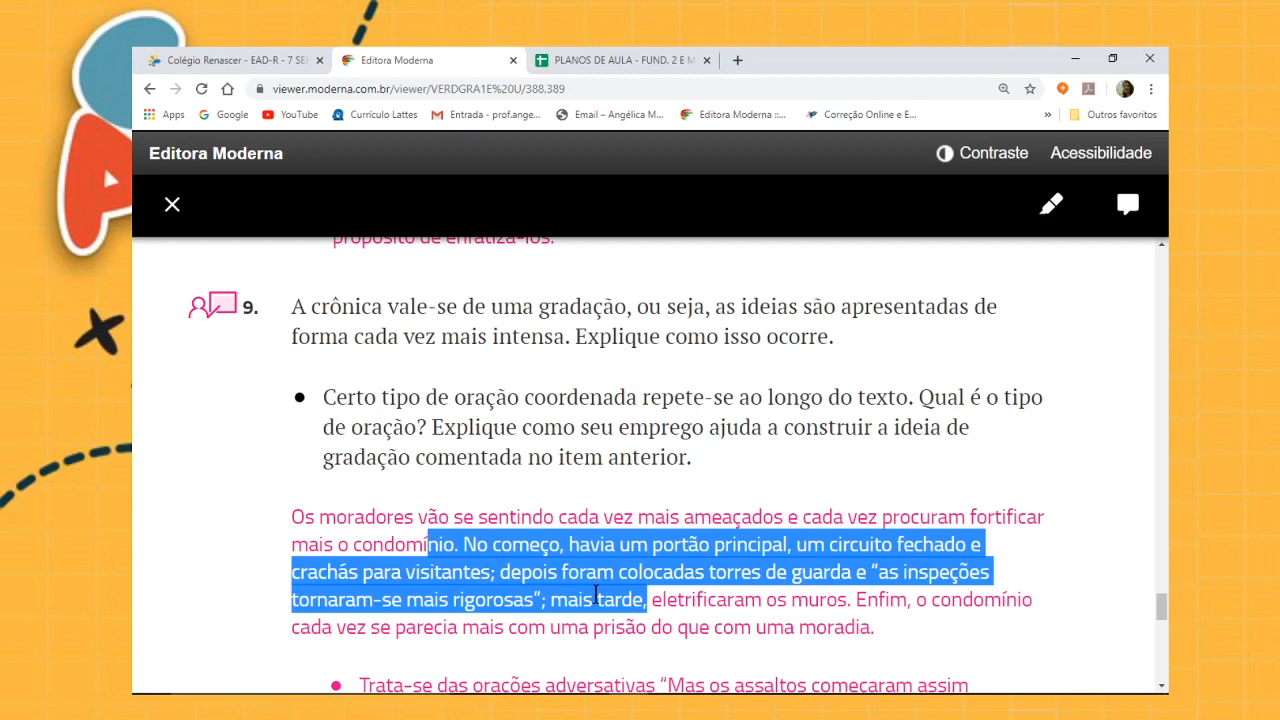 Colégio Renascer - EAD-R - 7 SE
Editora Moderna
PLANOS DE AULA - FUND. 2 E M
viewer.moderna.com.br/viewer/VERDGRA1E%20U/388,389
Apps
Google
YouTube
Currículo Lattes
Entrada - prof.ange...
Email – Angélica M...
Editora Moderna ::...
Correção Online e E...
»
Outros favoritos
Editora Moderna
Contraste
Acessibilidade
propósito de enfatizá-los.
9. A crônica vale-se de uma gradação, ou seja, as ideias são apresentadas de
forma cada vez mais intensa. Explique como isso ocorre.
● Certo tipo de oração coordenada repete-se ao longo do texto. Qual é o tipo
de oração? Explique como seu emprego ajuda a construir a ideia de
gradação comentada no item anterior.
Os moradores vão se sentindo cada vez mais ameaçados e cada vez procuram fortificar
mais o condomínio. No começo, havia um portão principal, um circuito fechado e
crachás para visitantes; depois foram colocadas torres de guarda e “as inspeções
tornaram-se mais rigorosas”; mais tarde, eletrificaram os muros. Enfim, o condomínio
cada vez se parecia mais com uma prisão do que com uma moradia.
● Trata-se das orações adversativas “Mas os assaltos começaram assim